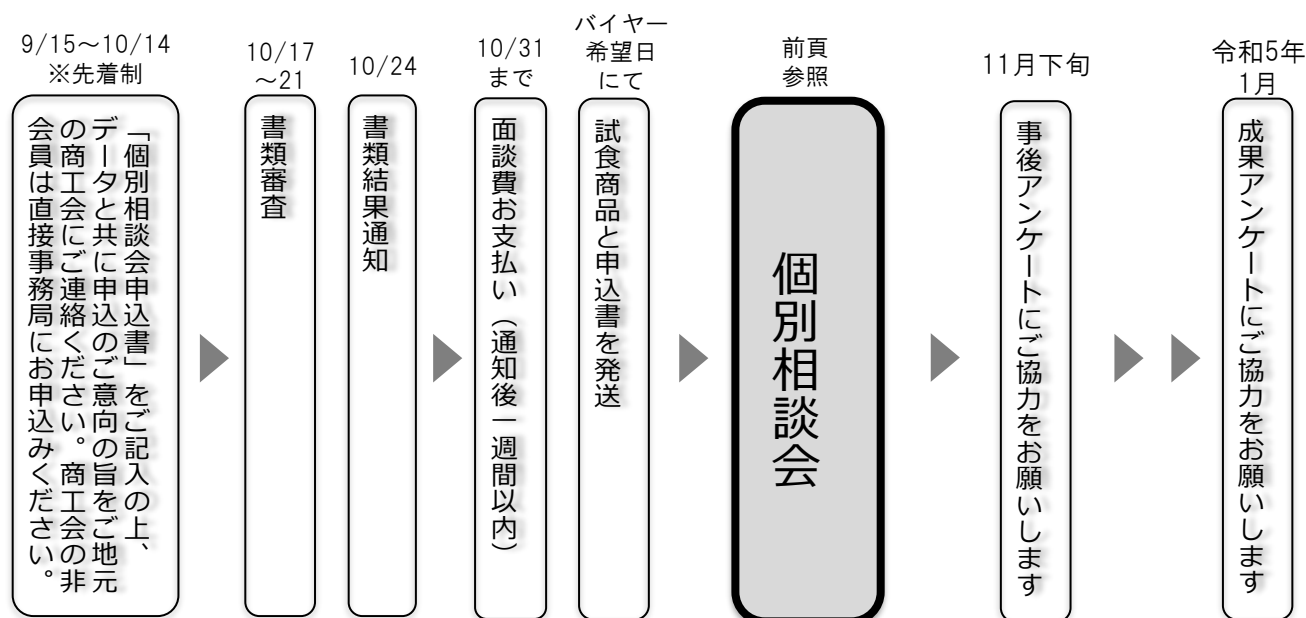 9/15～10/14
※先着制
「個別相談会申込書」をご記入の上、
データと共に申込のご意向の旨をご地元
の商工会にご連絡ください。商工会の非
会員は直接事務局にお申込みください。
10/17
～21
書類審査
10/24
書類結果通知
10/31
まで
面談費お支払い（通知後一週間以内）
バイヤー
希望日
にて
試食商品と申込書を発送
前頁
参照
個別相談会
11月下旬
事後アンケートにご協力をお願いします
令和5年
1月
成果アンケートにご協力をお願いします